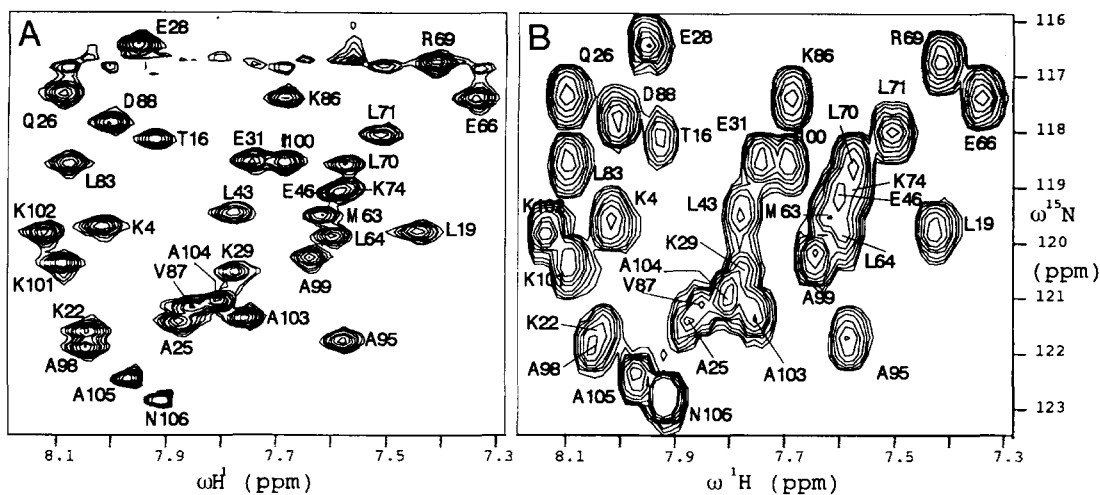 A
E28
R69
K86
D88
Q26
L71
E66
T16
E31
I100
L83
L70
E46
K74
L43
M63
K102
K4
L64
L19
A104
K29
V87
A99
K101
K22
A103
A25
A95
A98
A105
N106
8.1 7.9 7.7 7.5 7.3
ωH¹ (ppm)
B
E28
R69
Q26
K86
D88
L71
L70
E31
T16
I00
E66
L83
K74
K4
L43
E46
M63
K102
K29
L19
L64
A104
K101
V87
A99
K22
A98
A25
A103
A95
A105
N106
8.1 7.9 7.7 7.5 7.3
ω ¹H (ppm)
116
117
118
119
ω¹⁵N
120
(ppm)
121
122
123